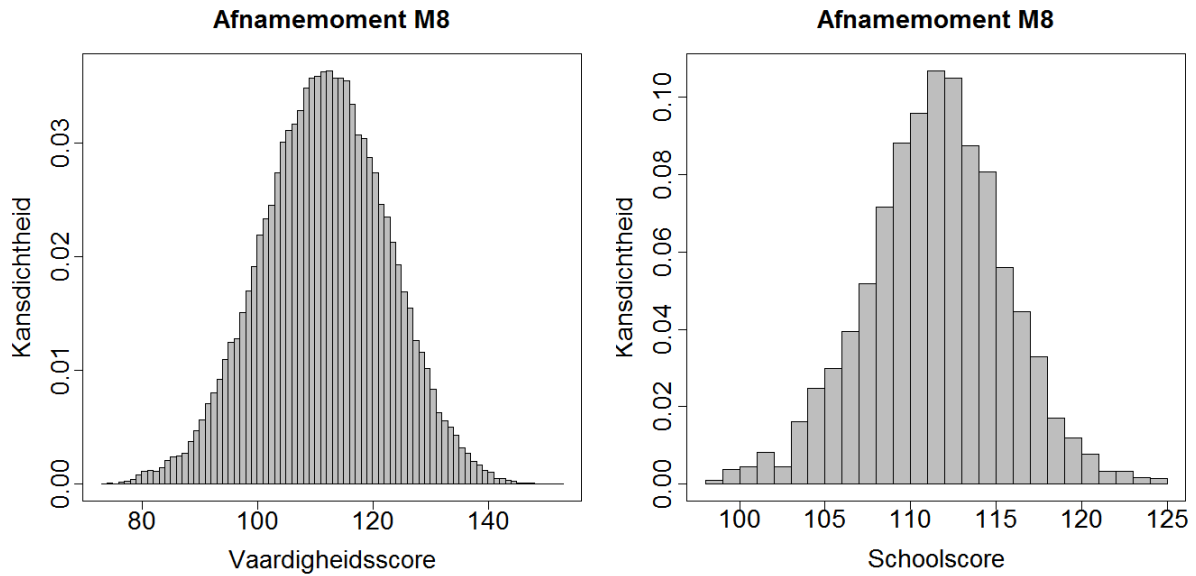 Afnamemoment M8
Kansdichtheid
0.00 0.01 0.02 0.03
80 100 120 140
Vaardigheidsscore
Afnamemoment M8
Kansdichtheid
0.00 0.02 0.04 0.06 0.08 0.10
100 105 110 115 120 125
Schoolscore